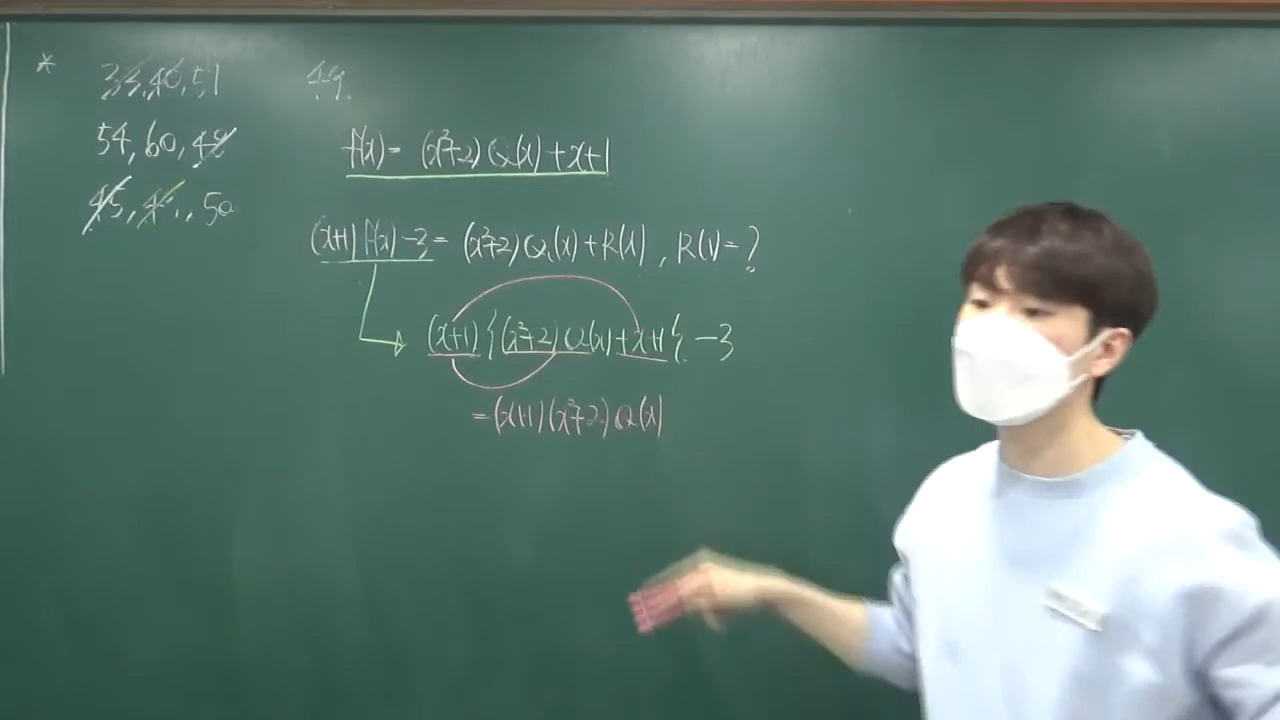 *
33, 40, 51
54, 60, 48
45, 50
49.
f(x) = (x²+2)Q(x)+x+1
(x+1)f(x)-3 = (x²+2)Q₁(x)+R(x), R(1)=?
(x+1){(x²+2)Q(x)+x+1}-3
=(x+1)(x²+2)Q(x)